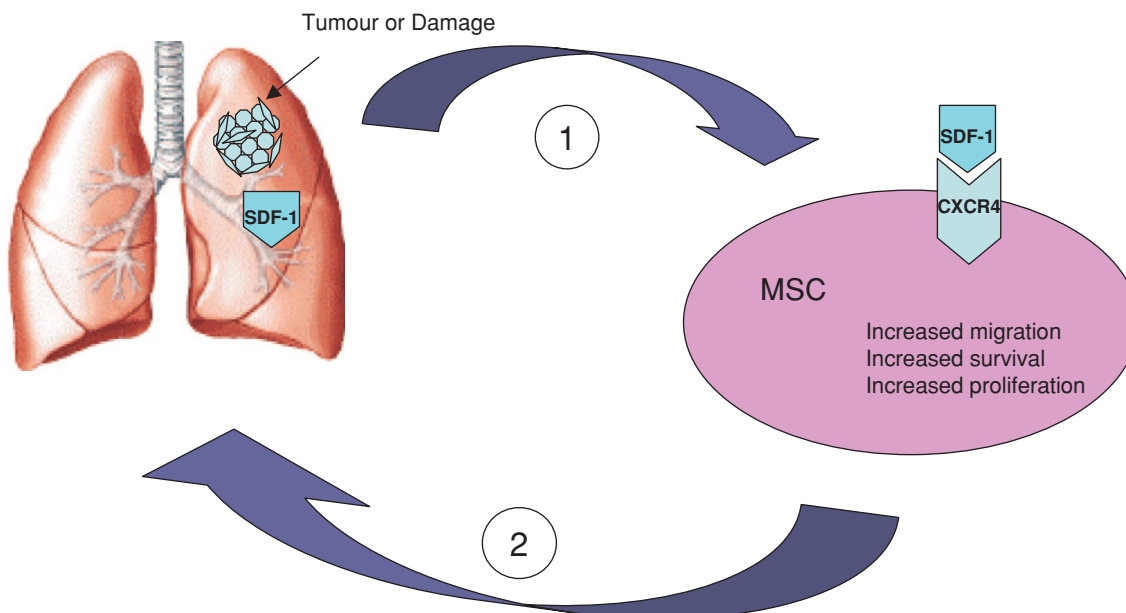 Tumour or Damage
1
SDF-1
SDF-1
CXCR4
MSC
Increased migration
Increased survival
Increased proliferation
2